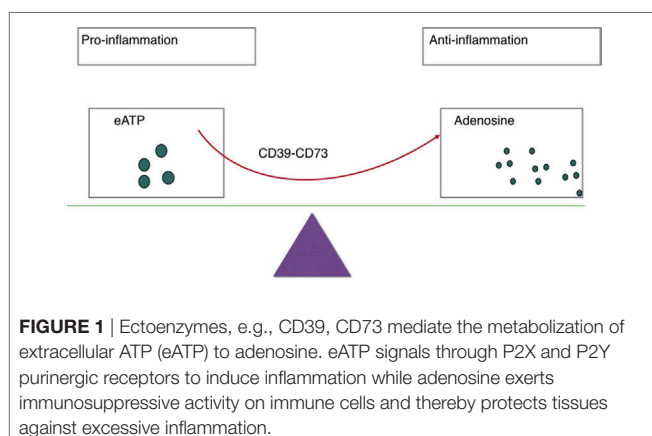 Pro-inflammation
Anti-inflammation
eATP
Adenosine
CD39-CD73
FIGURE 1 | Ectoenzymes, e.g., CD39, CD73 mediate the metabolization of
extracellular ATP (eATP) to adenosine. eATP signals through P2X and P2Y
purinergic receptors to induce inflammation while adenosine exerts
immunosuppressive activity on immune cells and thereby protects tissues
against excessive inflammation.